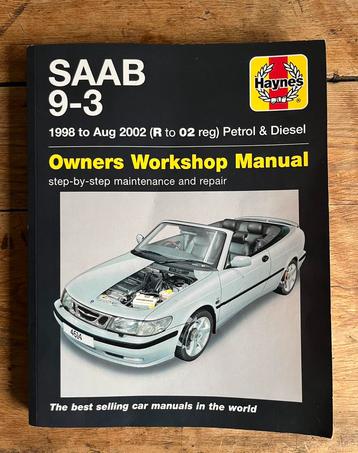 SAAB
9-3
Haynes
1998 to Aug 2002 (R to 02 reg) Petrol & Diesel
Owners Workshop Manual
step-by-step maintenance and repair
4614
The best selling car manuals in the world